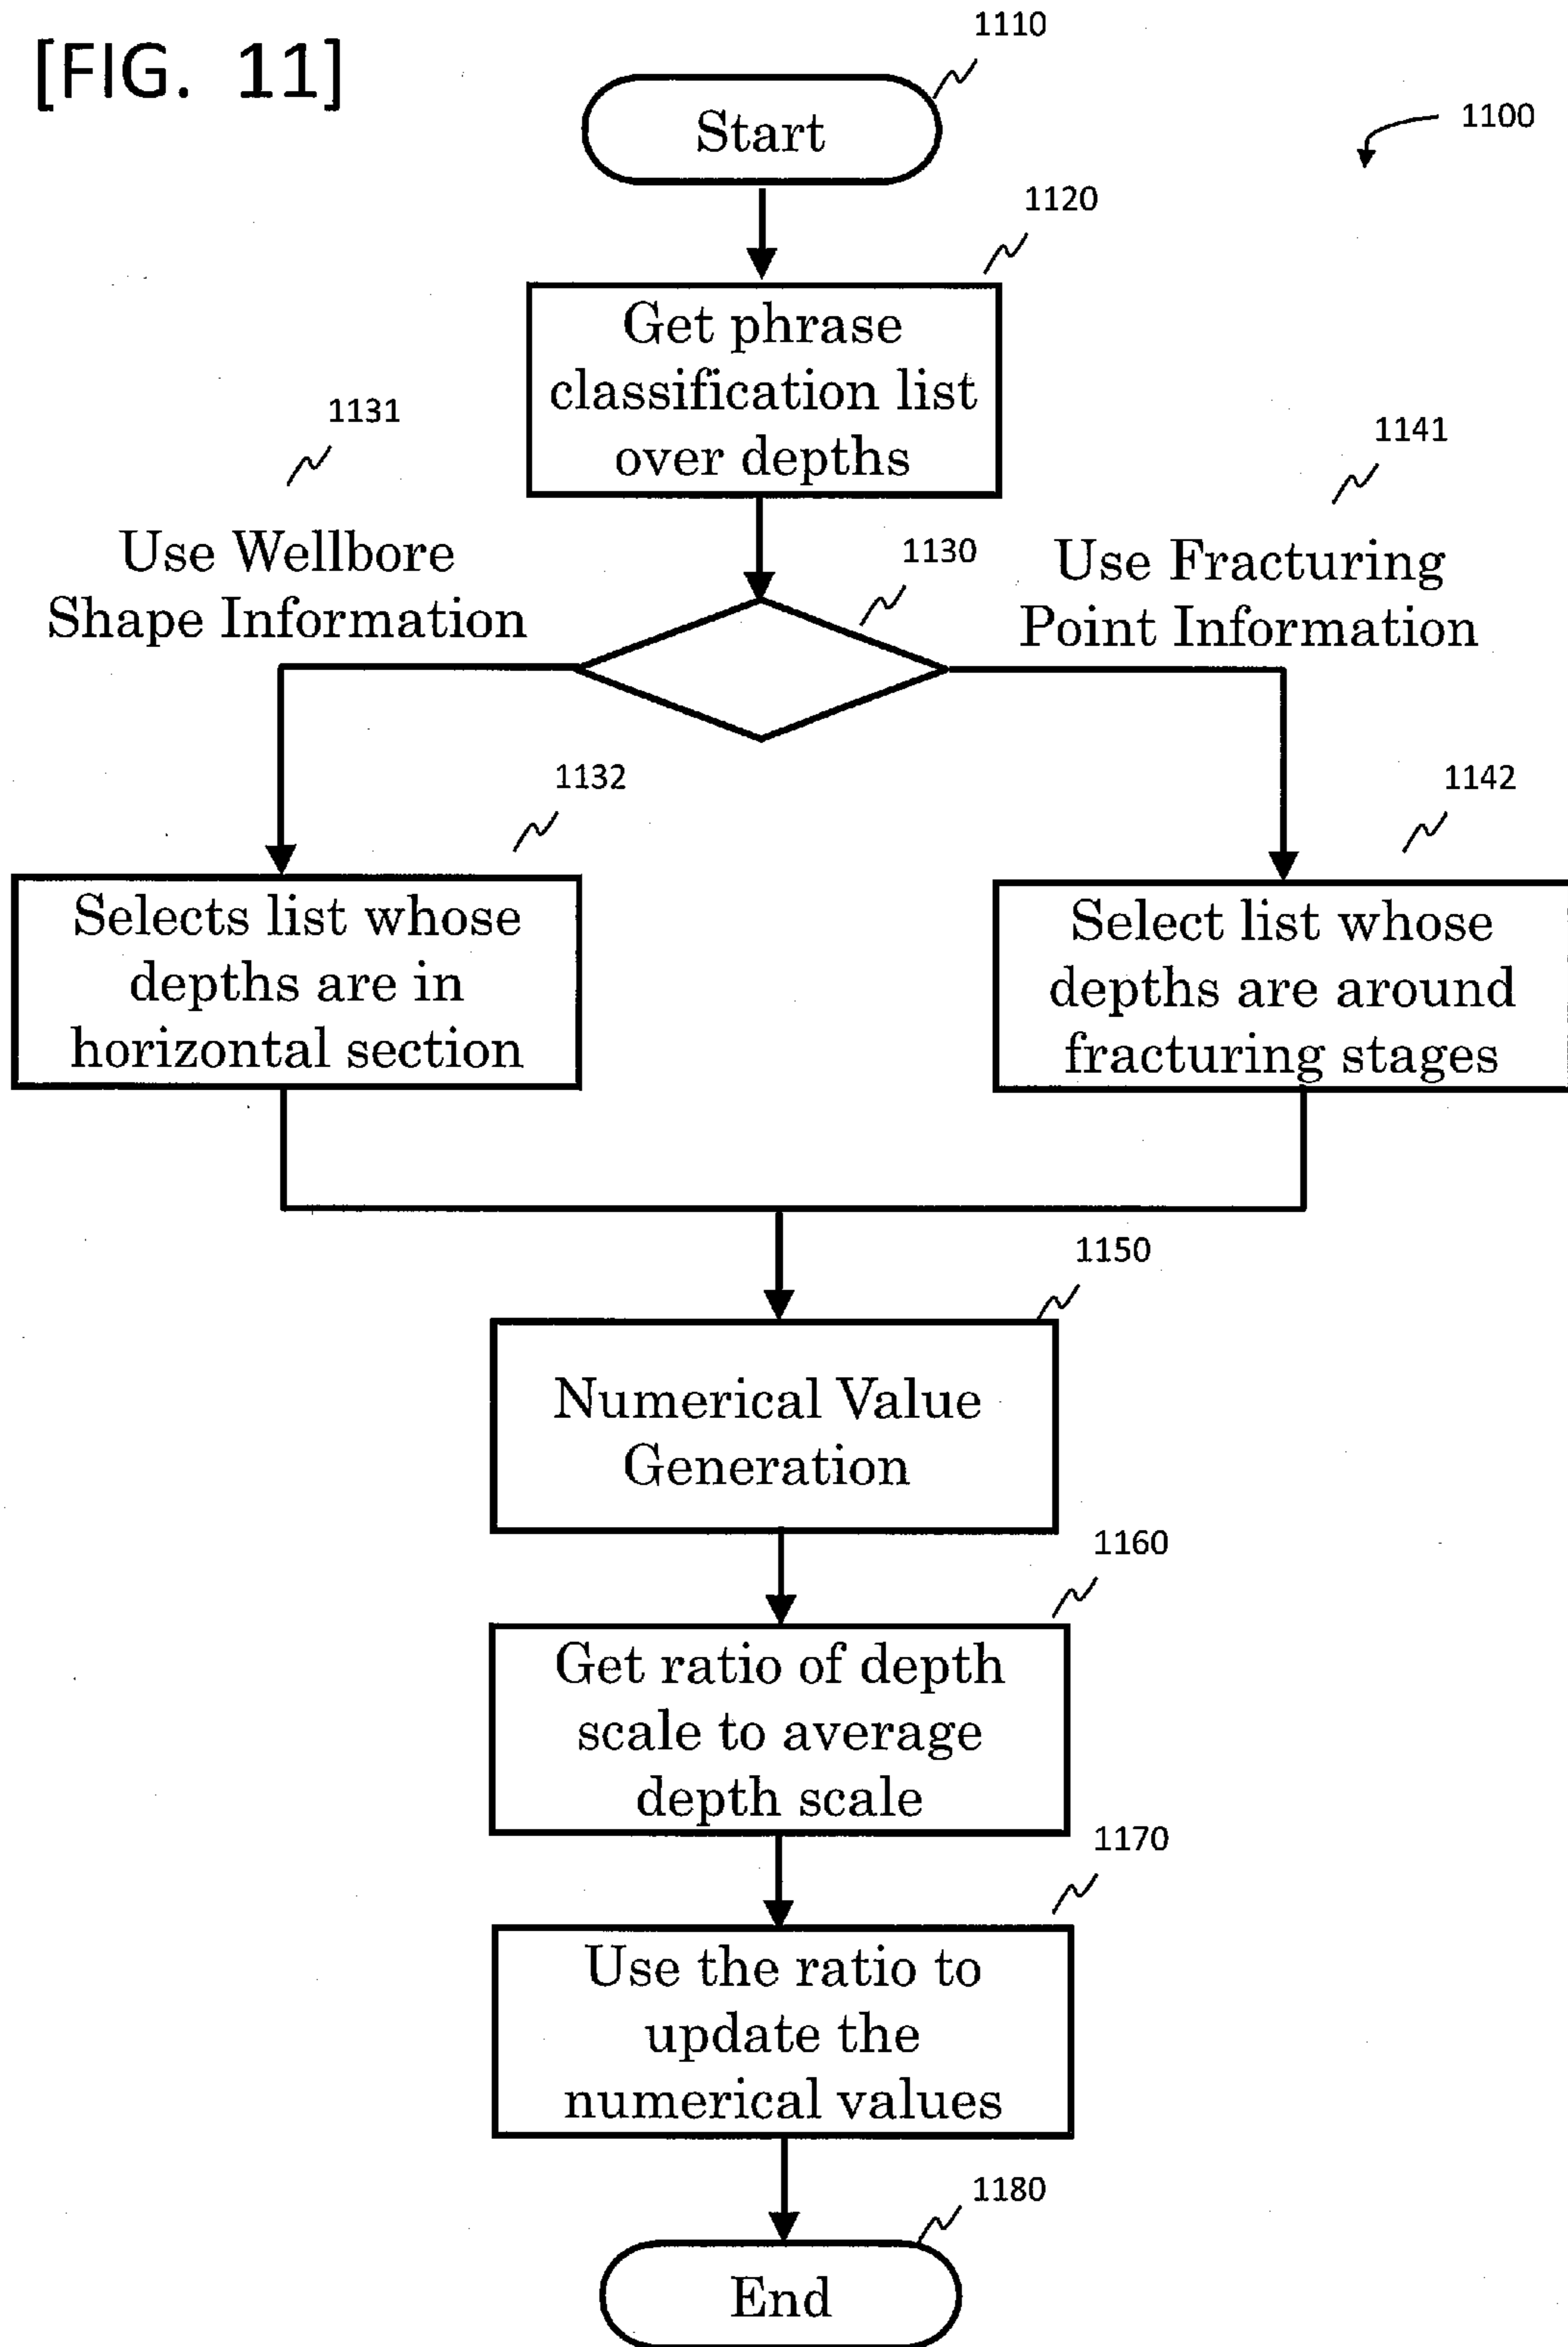 [FIG. 11]
1110
Start
1100
1120
Get phrase
classification list
over depths
1131
1141
Use Wellbore
Shape Information
1130
Use Fracturing
Point Information
1132
1142
Selects list whose
depths are in
horizontal section
Select list whose
depths are around
fracturing stages
1150
Numerical Value
Generation
1160
Get ratio of depth
scale to average
depth scale
1170
Use the ratio to
update the
numerical values
1180
End